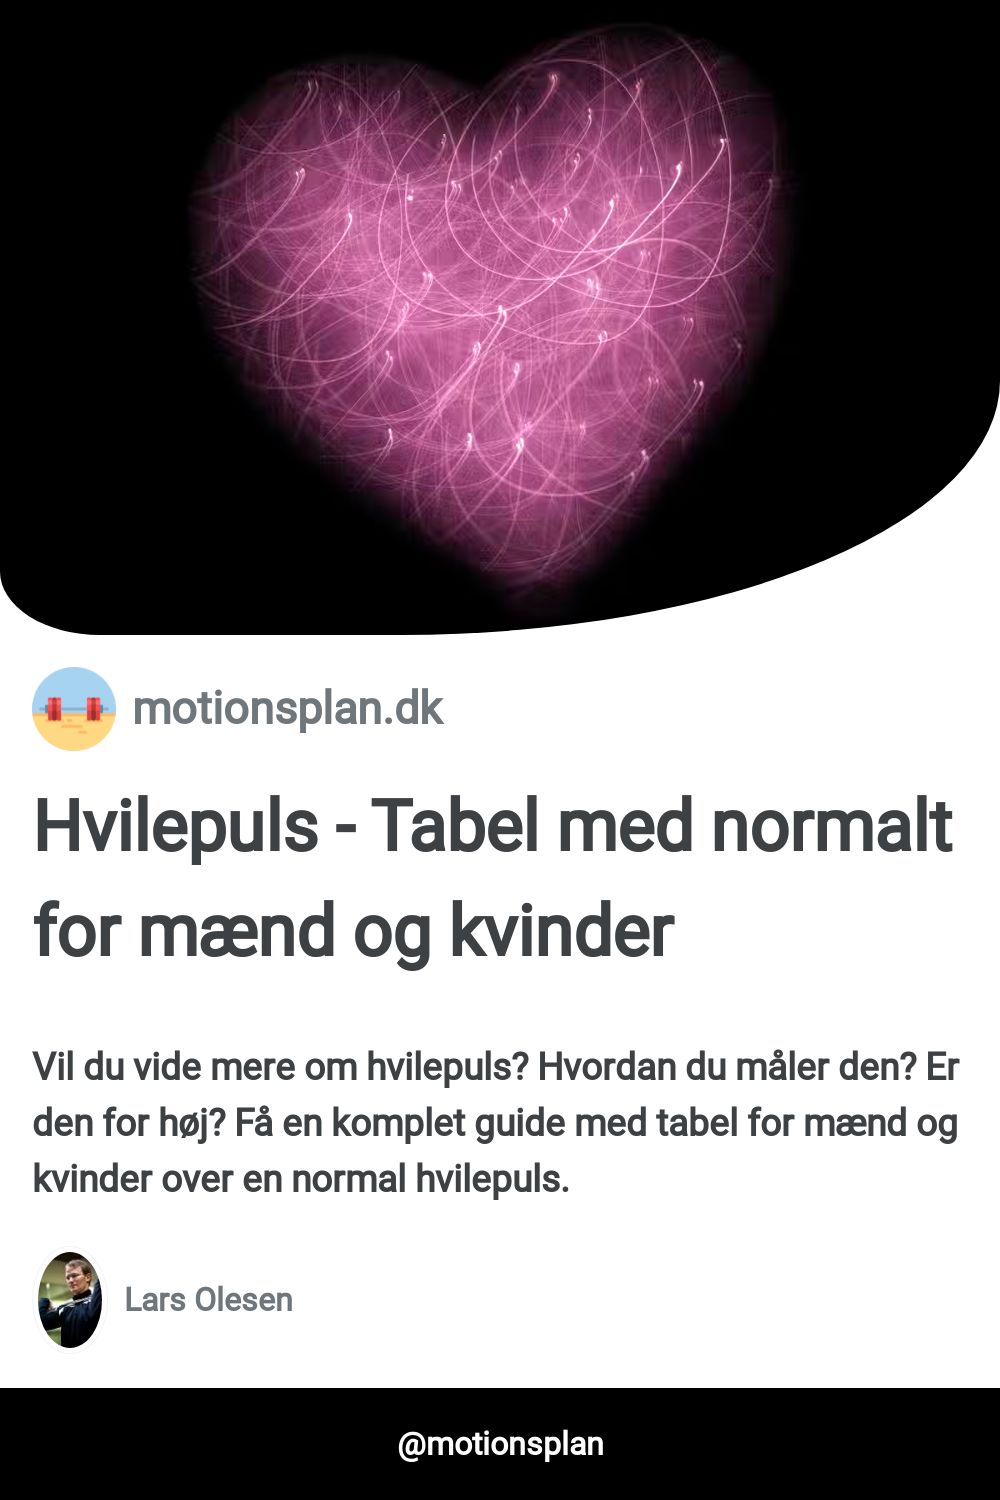 motionsplan.dk
Hvilepuls - Tabel med normalt
for mænd og kvinder
Vil du vide mere om hvilepuls? Hvordan du måler den? Er
den for høj? Få en komplet guide med tabel for mænd og
kvinder over en normal hvilepuls.
Lars Olesen
@motionsplan